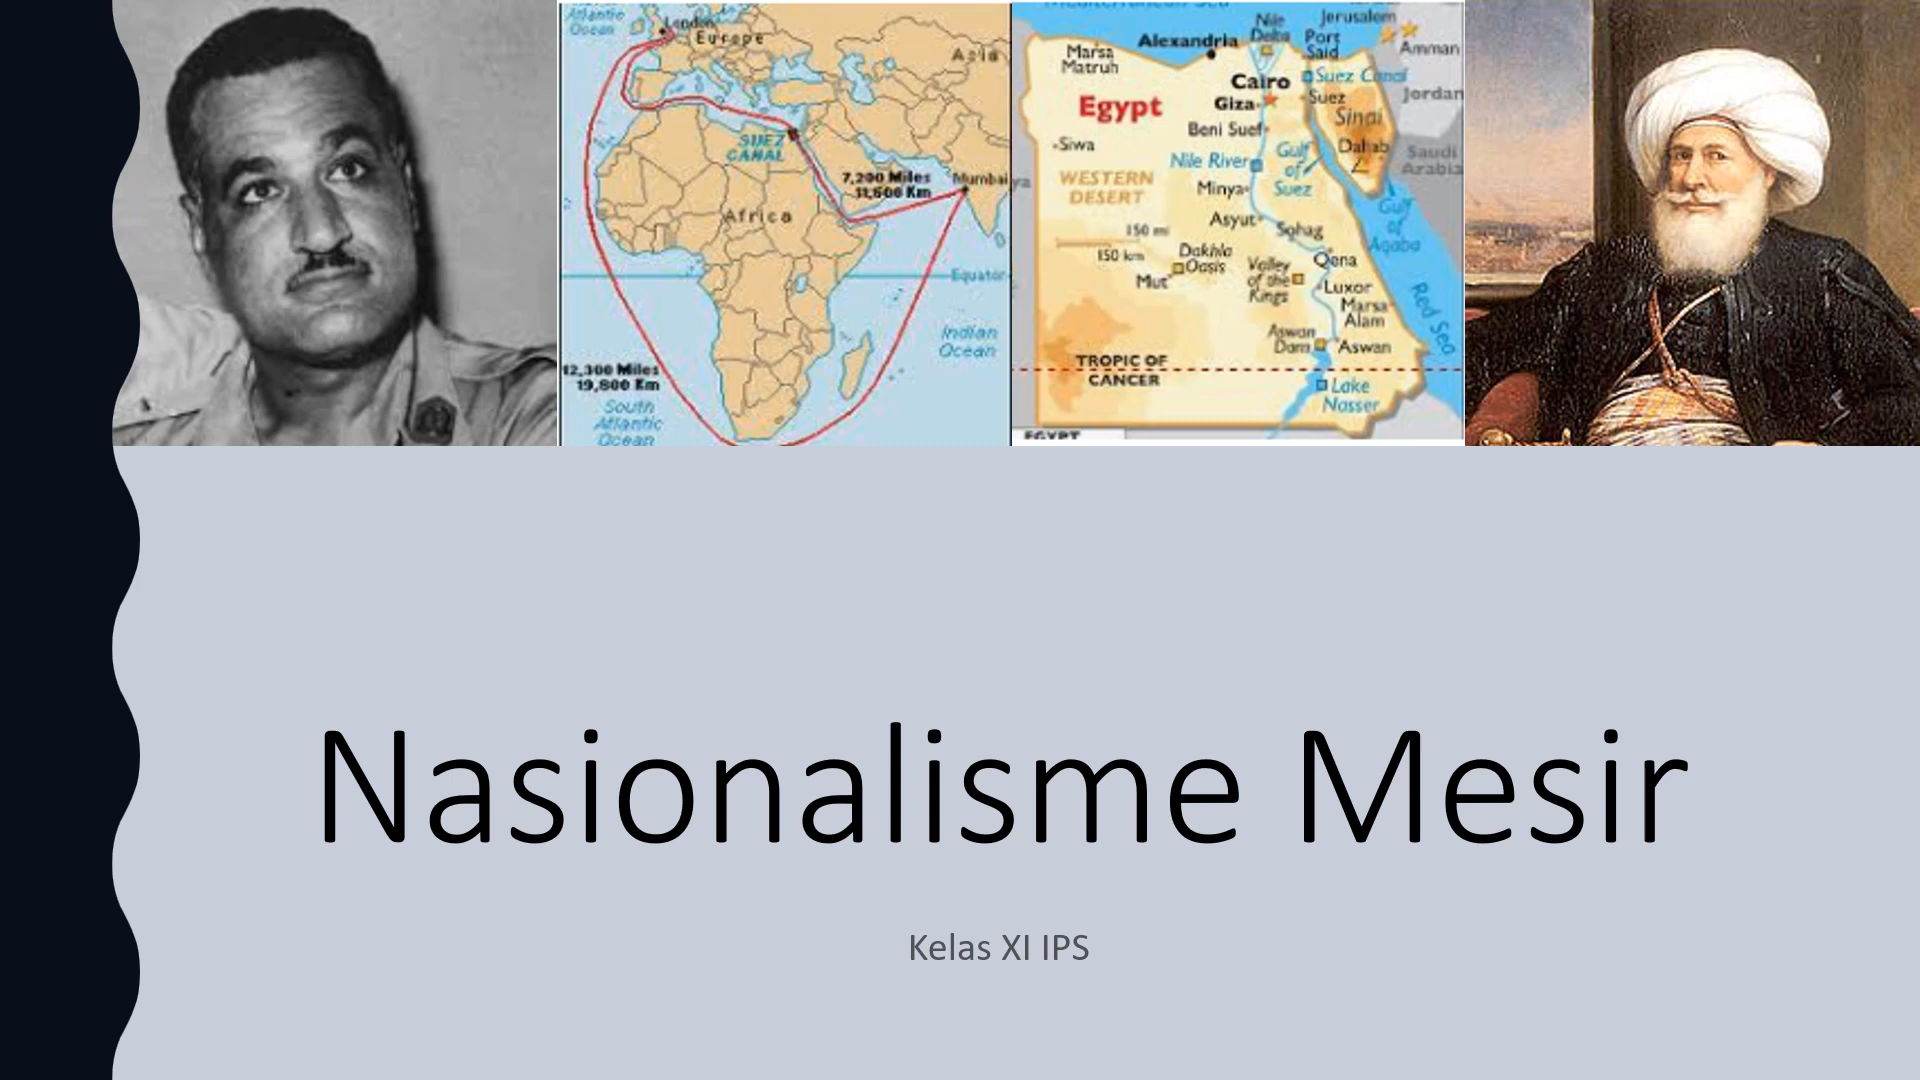 Atlantic
Ocean
London
Europe
Asia
SUEZ
CANAL
7,200 Miles
11,600 Km
Mumbai
Africa
Equator
Indian
Ocean
12,300 Miles
19,800 Km
South
Atlantic
Ocean
Mediterranean Sea
Nile
Delta
Jerusalem
Port
Said
Amman
Alexandria
Marsa
Matruh
Cairo
Suez Canal
Giza
Suez
Jordan
Egypt
Sinai
Beni Suef
Siwa
Dahab
Nile River
Gulf
of
Suez
Saudi
Arabia
WESTERN
DESERT
Minya
Gulf
of
Aqaba
Asyut
Sohag
150 mi
150 km
Dakhla
Oasis
Mut
Valley
of the
Kings
Qena
Luxor
Marsa
Alam
Red Sea
Aswan
Dam
Aswan
TROPIC OF
CANCER
Lake
Nasser
EGYPT
Nasionalisme Mesir
Kelas XI IPS